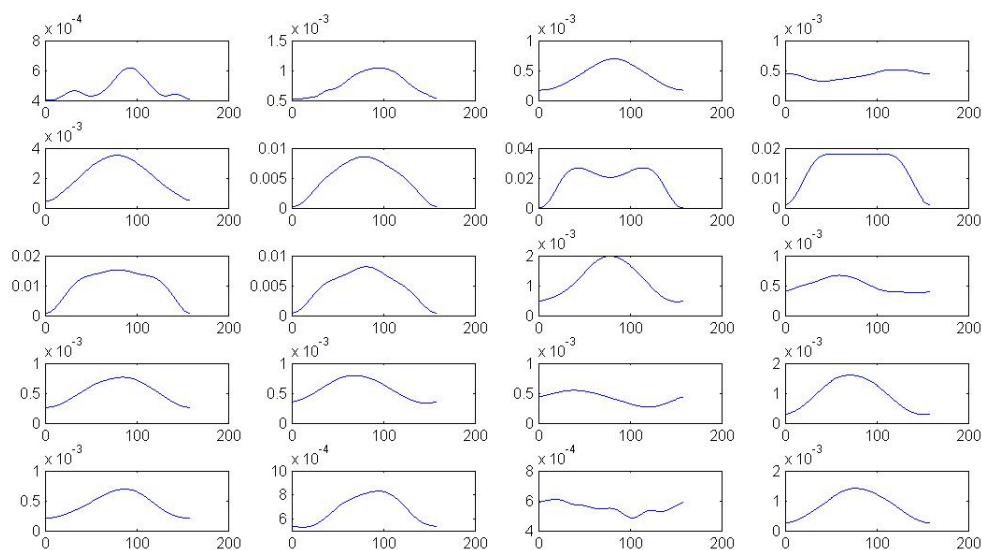 x 10⁻⁴ x 10⁻³ x 10⁻³ x 10⁻³
8 1.5 1 1
6 1 0.5 0.5
4 0.5 0 0
0 100 200 0 100 200 0 100 200 0 100 200
x 10⁻³
4 0.01 0.04 0.02
2 0.005 0.02 0.01
0 0 0 0
0 100 200 0 100 200 0 100 200 0 100 200
x 10⁻³ x 10⁻³
0.02 0.01 2 1
0.01 0.005 1 0.5
0 0 0 0
0 100 200 0 100 200 0 100 200 0 100 200
x 10⁻³ x 10⁻³ x 10⁻³ x 10⁻³
1 1 1 2
0.5 0.5 0.5 1
0 0 0 0
0 100 200 0 100 200 0 100 200 0 100 200
x 10⁻³ x 10⁻⁴ x 10⁻⁴ x 10⁻³
1 10 8 2
0.5 8 6 1
0 6 4 0
0 100 200 0 100 200 0 100 200 0 100 200